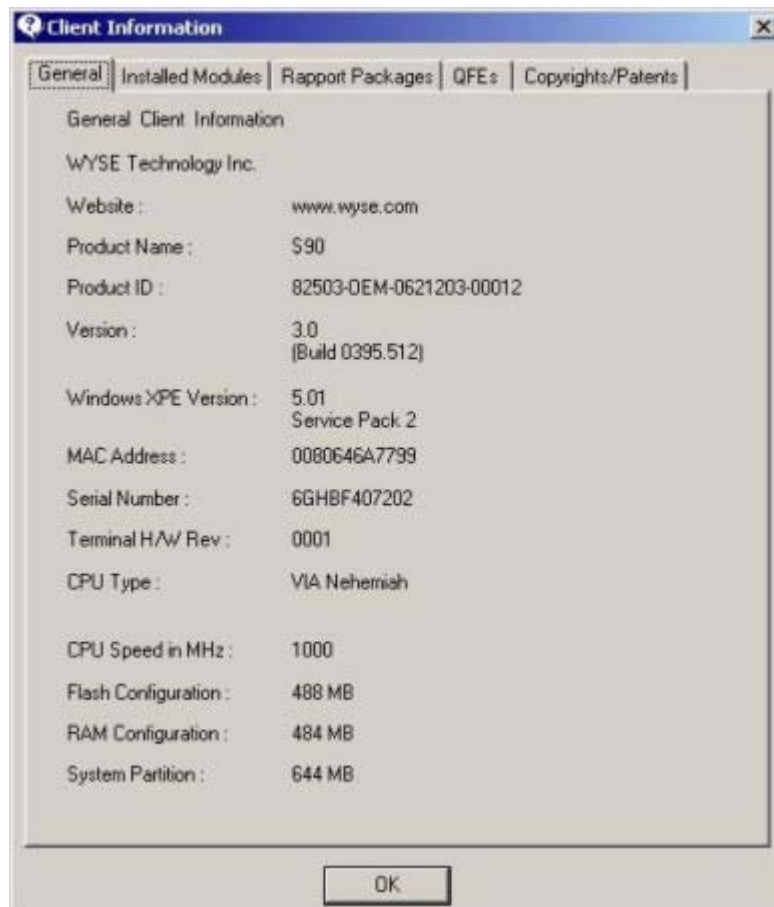 Client Information
General Installed Modules Rapport Packages QFEs Copyrights/Patents
General Client Information
WYSE Technology Inc.
Website : www.wyse.com
Product Name : S90
Product ID : 82503-OEM-0621203-00012
Version : 3.0
(Build 0395.512)
Windows XPE Version : 5.01
Service Pack 2
MAC Address : 0080646A7799
Serial Number : 6GHBF407202
Terminal H/W Rev : 0001
CPU Type : VIA Nehemiah
CPU Speed in MHz : 1000
Flash Configuration : 488 MB
RAM Configuration : 484 MB
System Partition : 644 MB
OK